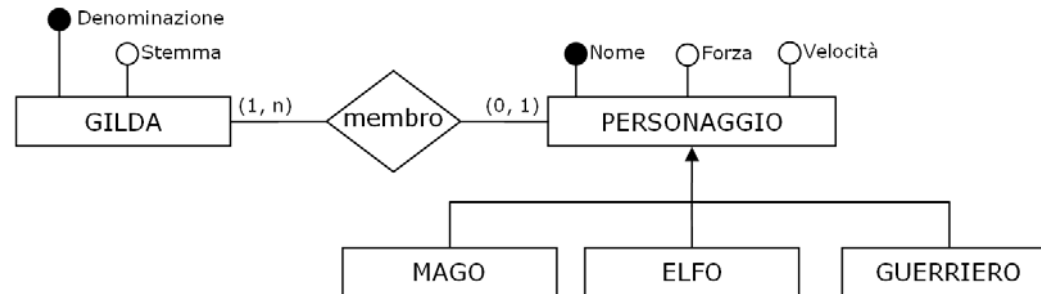 Denominazione
Stemma
Nome
Forza
Velocità
GILDA
(1, n)
membro
(0, 1)
PERSONAGGIO
MAGO
ELFO
GUERRIERO